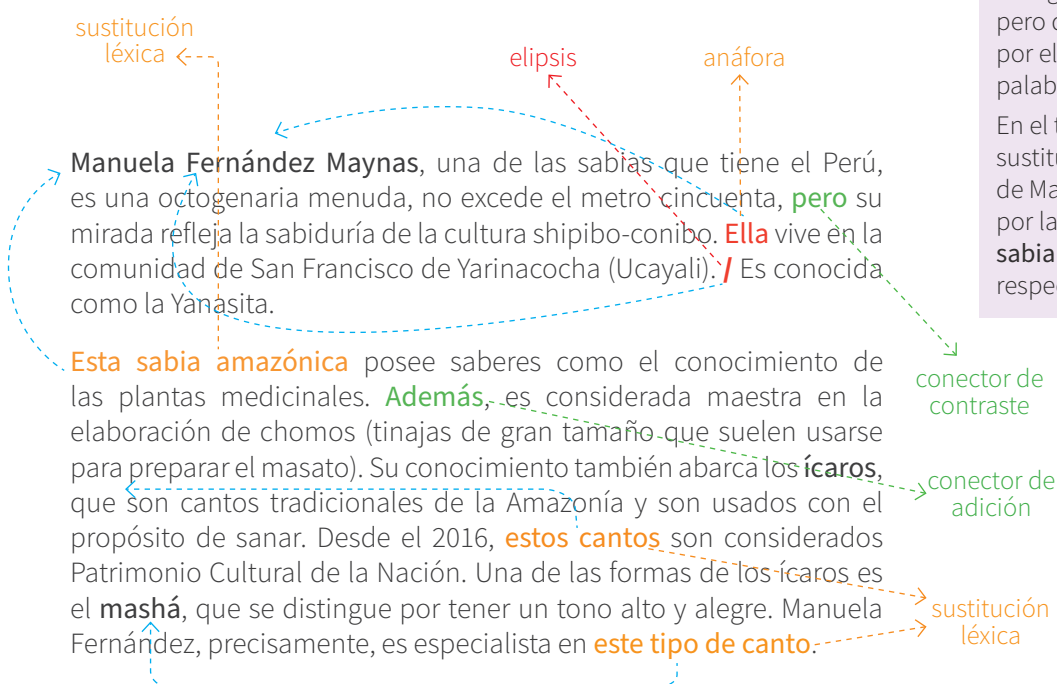 sustitución
léxica
elipsis
anáfora
pero
por el
palab
En el
sustit
de Ma
por la
sabia
respe
Manuela Fernández Maynas, una de las sabias que tiene el Perú,
es una octogenaria menuda, no excede el metro cincuenta, pero su
mirada refleja la sabiduría de la cultura shipibo-conibo. Ella vive en la
comunidad de San Francisco de Yarinacocha (Ucayali). / Es conocida
como la Yanasita.
Esta sabia amazónica posee saberes como el conocimiento de
las plantas medicinales. Además, es considerada maestra en la
elaboración de chomos (tinajas de gran tamaño que suelen usarse
para preparar el masato). Su conocimiento también abarca los ícaros,
que son cantos tradicionales de la Amazonía y son usados con el
propósito de sanar. Desde el 2016, estos cantos son considerados
Patrimonio Cultural de la Nación. Una de las formas de los ícaros es
el mashá, que se distingue por tener un tono alto y alegre. Manuela
Fernández, precisamente, es especialista en este tipo de canto.
conector de
contraste
conector de
adición
sustitución
léxica